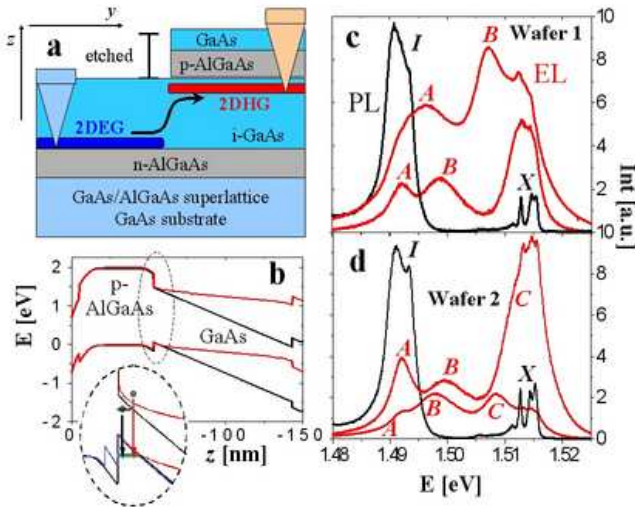 y
z
a
etched
GaAs
p-AlGaAs
2DHG
2DEG
i-GaAs
n-AlGaAs
GaAs/AlGaAs superlattice
GaAs substrate
b
E [eV]
2
1
0
-1
-2
p-
AlGaAs
GaAs
0
-100
-150
z [nm]
c
I
B
Wafer 1
PL
A
EL
A
B
X
10
8
6
4
2
Int [a.u.]
d
I
Wafer 2
C
A
B
X
A
B
C
10
8
6
4
2
0
1.48
1.49
1.50
1.51
1.52
E [eV]